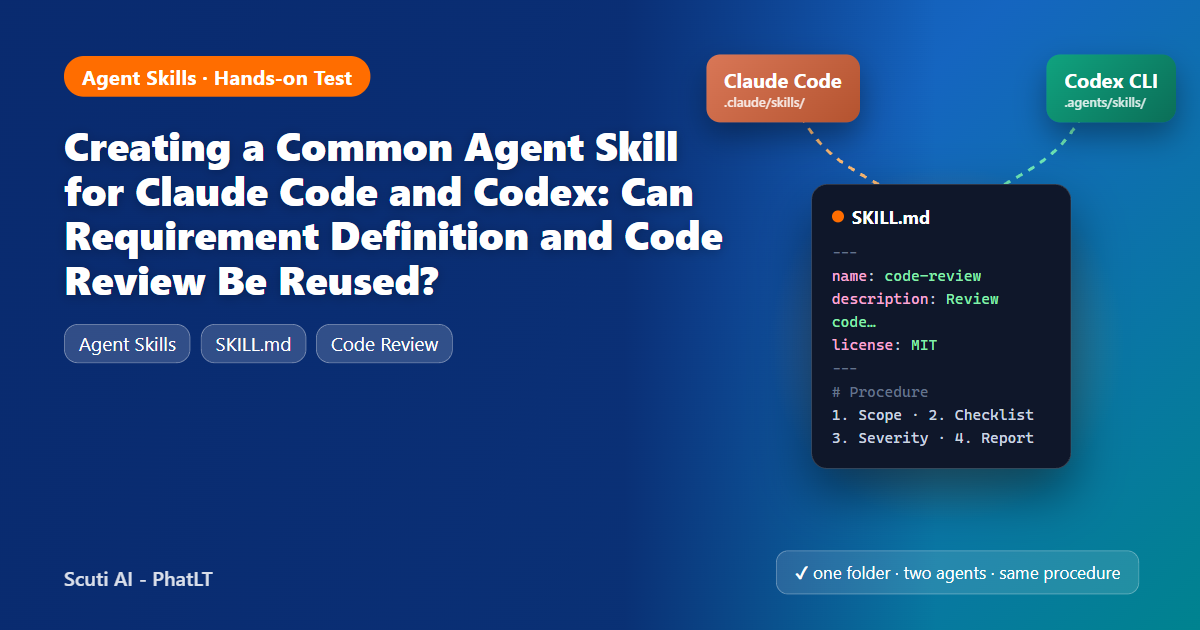 Agent Skills · Hands-on Test
Creating a Common Agent Skill
for Claude Code and Codex: Can
Requirement Definition and Code
Review Be Reused?
Agent Skills
SKILL.md
Code Review
Claude Code
.claude/skills/
Codex CLI
.agents/skills/
SKILL.md
---
name: code-review
description: Review
code…
license: MIT
---
# Procedure
1. Scope · 2. Checklist
3. Severity · 4. Report
Scuti AI - PhatLT
✓ one folder · two agents · same procedure